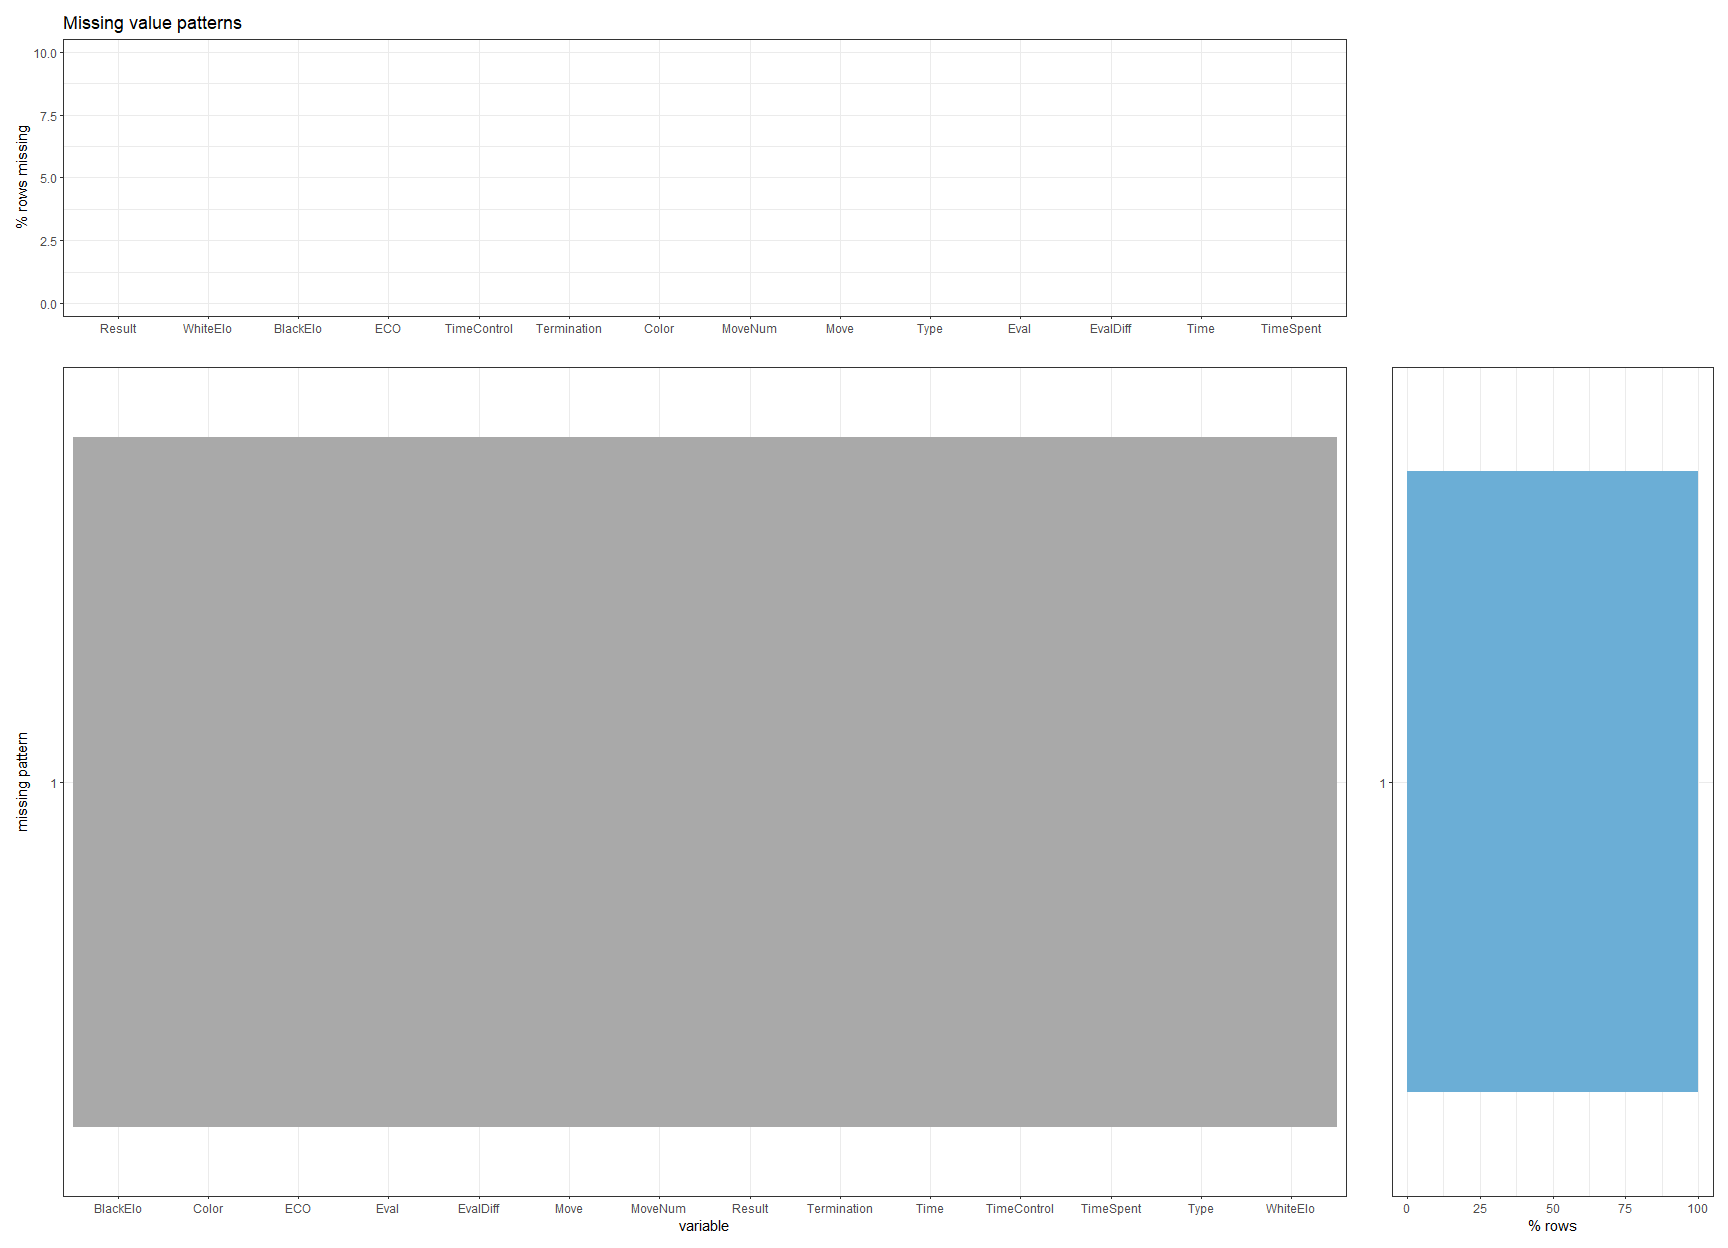 Missing value patterns
% rows missing
10.0
7.5
5.0
2.5
0.0
Result WhiteElo BlackElo ECO TimeControl Termination Color MoveNum Move Type Eval EvalDiff Time TimeSpent
missing pattern
1
BlackElo Color ECO Eval EvalDiff Move MoveNum Result Termination Time TimeControl TimeSpent Type WhiteElo
variable
1
0 25 50 75 100
% rows